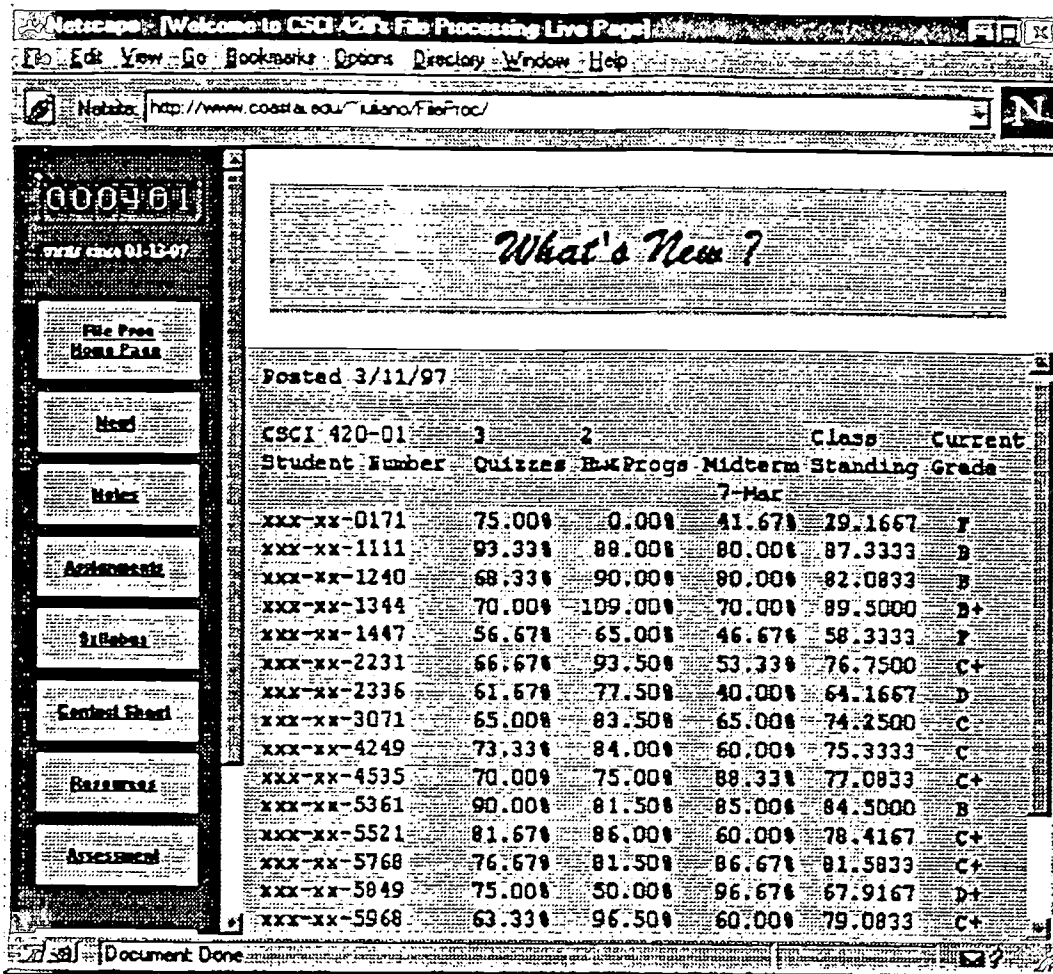 Netscape - [Welcome to CSCI 420's File Processing Live Page]
File Edit View Go Bookmarks Options Directory Window Help
Netsite: http://www.coastal.edu/~iuliano/FileProc/
N
000401
visits since 01-13-97
File Proc
Home Page
New!
Notes
Assignments
Syllabus
Contact Sheet
Resources
Assessment
What's New ?
Posted 3/11/97
CSCI 420-01 3 2 Class Current
Student Number Quizzes HwkProgs Midterm Standing Grade
7-Mar
xxx-xx-0171 75.00% 0.00% 41.67% 29.1667 F
xxx-xx-1111 93.33% 88.00% 80.00% 87.3333 B
xxx-xx-1240 68.33% 90.00% 80.00% 82.0833 B
xxx-xx-1344 70.00% 109.00% 70.00% 89.5000 B+
xxx-xx-1447 56.67% 65.00% 46.67% 58.3333 F
xxx-xx-2231 66.67% 93.50% 53.33% 76.7500 C+
xxx-xx-2336 61.67% 77.50% 40.00% 64.1667 D
xxx-xx-3071 65.00% 83.50% 65.00% 74.2500 C
xxx-xx-4249 73.33% 84.00% 60.00% 75.3333 C
xxx-xx-4535 70.00% 75.00% 88.33% 77.0833 C+
xxx-xx-5361 90.00% 81.50% 85.00% 84.5000 B
xxx-xx-5521 81.67% 86.00% 60.00% 78.4167 C+
xxx-xx-5768 76.67% 81.50% 86.67% 81.5833 C+
xxx-xx-5849 75.00% 50.00% 96.67% 67.9167 D+
xxx-xx-5968 63.33% 96.50% 60.00% 79.0833 C+
Document Done